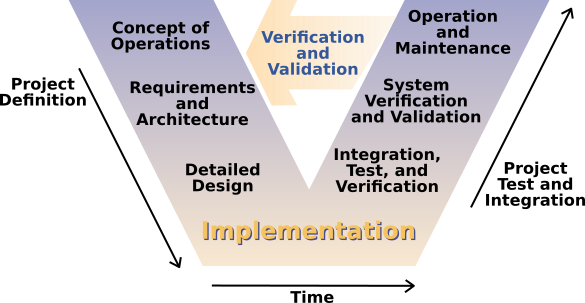 Concept of
Operations
Verification
and
Validation
Operation
and
Maintenance
Project
Definition
Requirements
and
Architecture
System
Verification
and Validation
Detailed
Design
Integration,
Test, and
Verification
Project
Test and
Integration
Implementation
Time